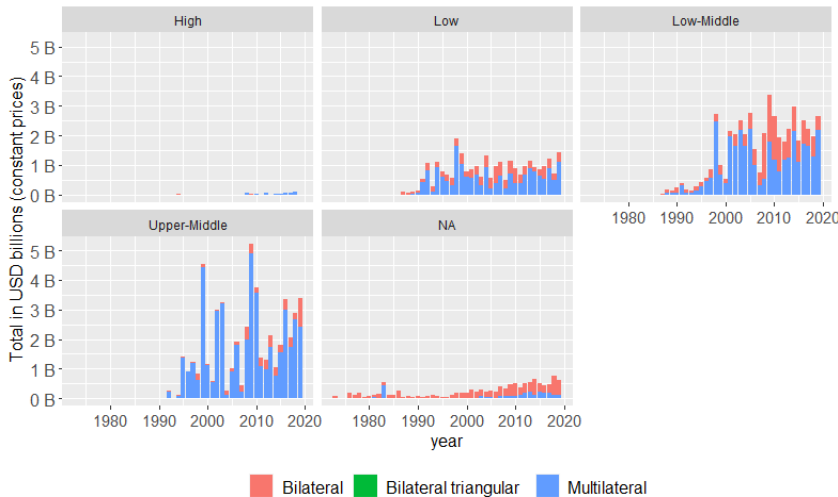 High
Low
Low-Middle
5 B
4 B
3 B
2 B
1 B
0 B
1980 1990 2000 2010 2020
Upper-Middle
NA
5 B
4 B
3 B
2 B
1 B
0 B
1980 1990 2000 2010 2020
1980 1990 2000 2010 2020
Total in USD billions (constant prices)
year
Bilateral
Bilateral triangular
Multilateral